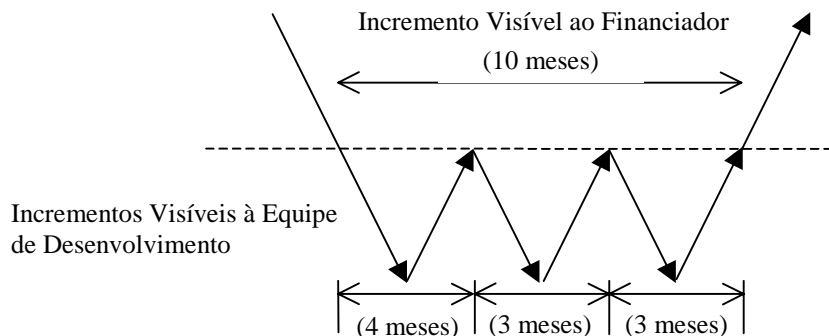 Incremento Visível ao Financiador
(10 meses)
Incrementos Visíveis à Equipe
de Desenvolvimento
(4 meses) (3 meses) (3 meses)